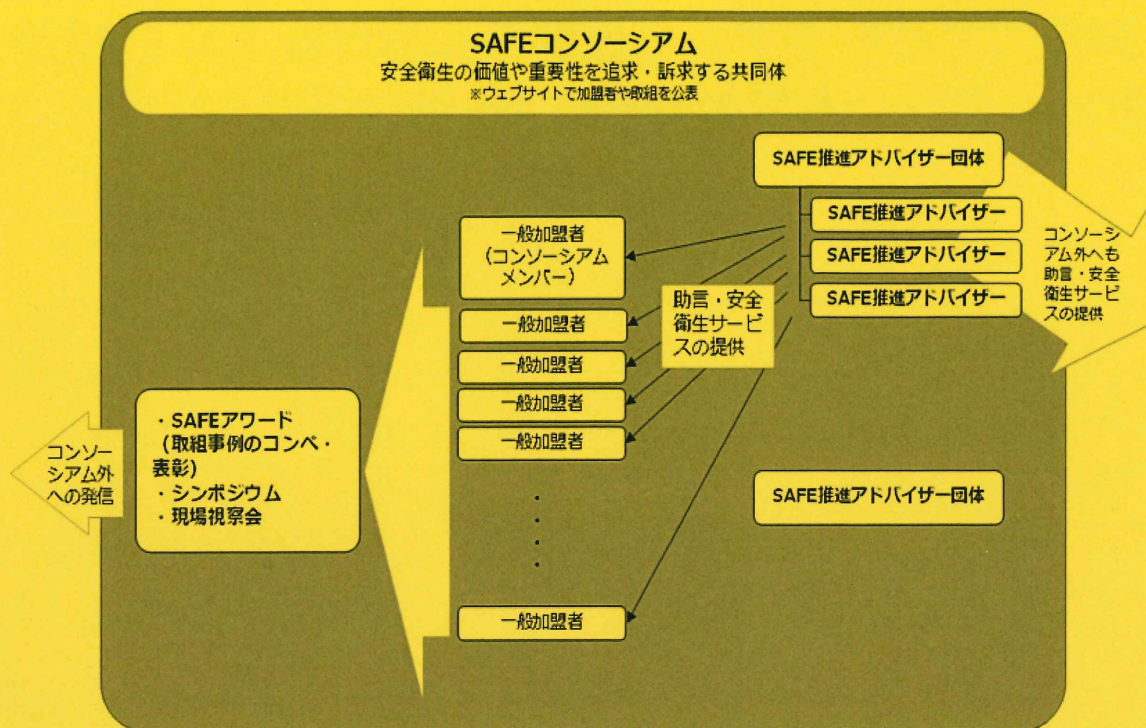 SAFEコンソーシアム
安全衛生の価値や重要性を追求・訴求する共同体
※ウェブサイトで加盟者や取組を公表
SAFE推進アドバイザー団体
SAFE推進アドバイザー
SAFE推進アドバイザー
SAFE推進アドバイザー
コンソーシ
アム外へも
助言・安全
衛生サービ
スの提供
一般加盟者
（コンソーシアム
メンバー）
一般加盟者
一般加盟者
一般加盟者
一般加盟者
・
・
・
・
一般加盟者
助言・安全
衛生サービ
スの提供
SAFE推進アドバイザー団体
・SAFEアワード
（取組事例のコンペ・
表彰)
・シンポジウム
・現場視察会
コンソー
シアム外
への発信